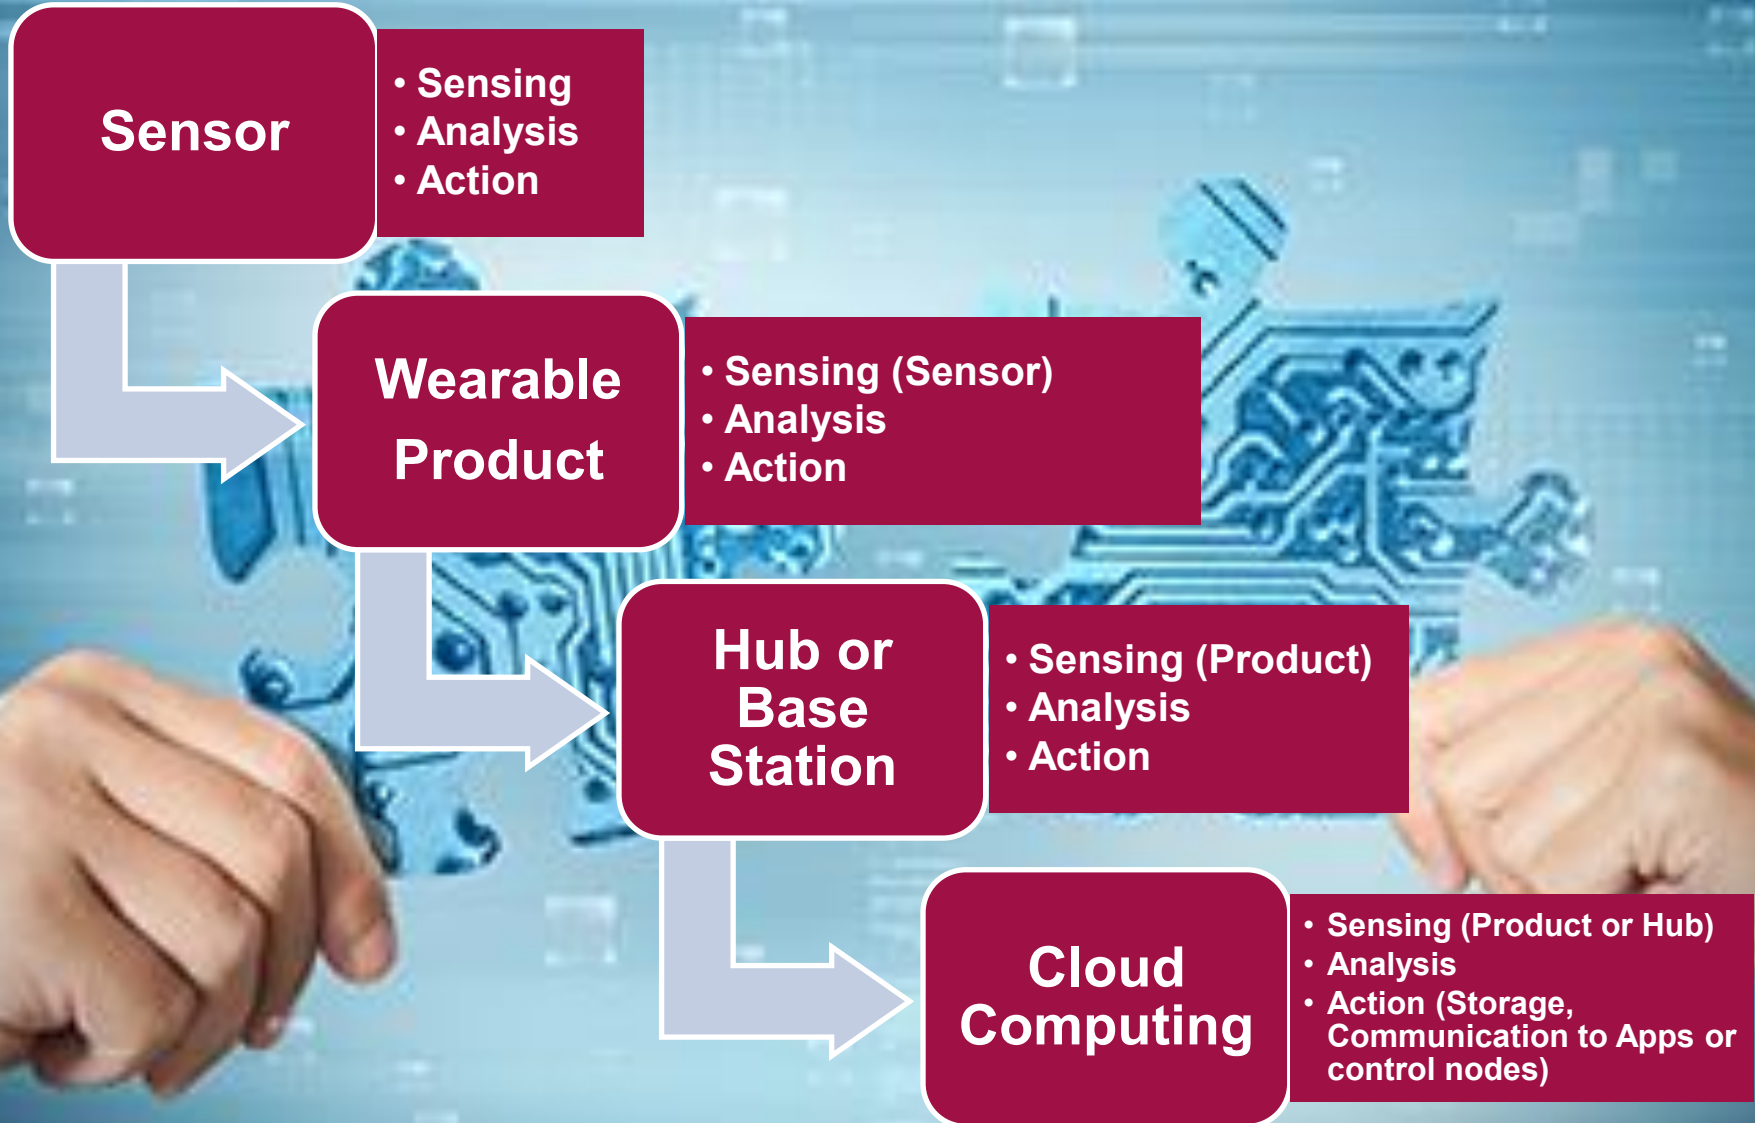 Sensor
• Sensing
• Analysis
• Action
Wearable
Product
• Sensing (Sensor)
• Analysis
• Action
Hub or
Base
Station
• Sensing (Product)
• Analysis
• Action
Cloud
Computing
• Sensing (Product or Hub)
• Analysis
• Action (Storage,
Communication to Apps or
control nodes)